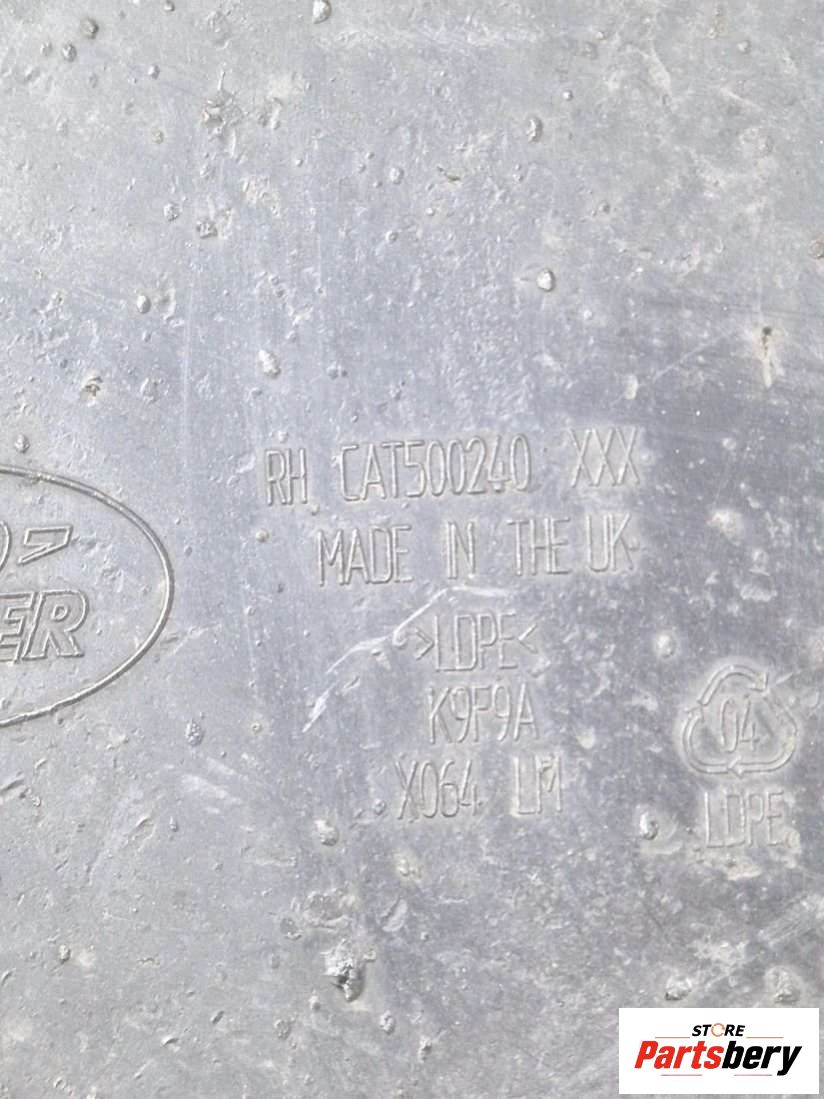 RH CAT500240 XXX
MADE IN THE UK
>LDPE<
K9F9A
X064 LM
04
LDPE
STORE
Partsbery